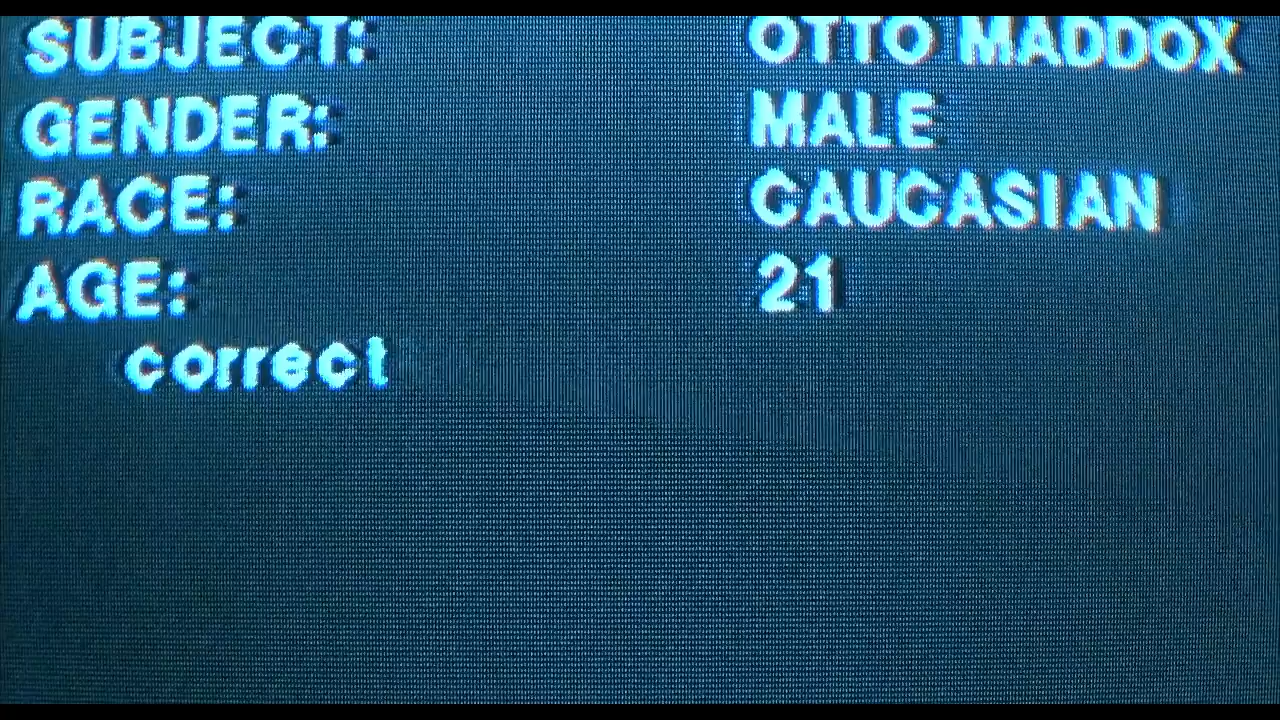 SUBJECT: OTTO MADDOX
GENDER: MALE
RACE: CAUCASIAN
AGE: 21
correct